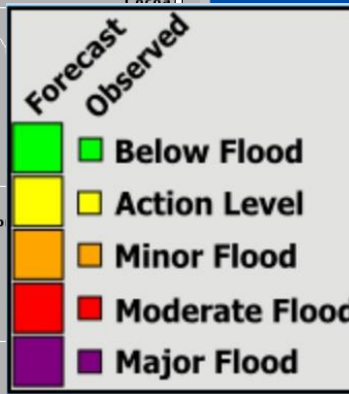 Forecast
Observed
Below Flood
Action Level
Minor Flood
Moderate Flood
Major Flood